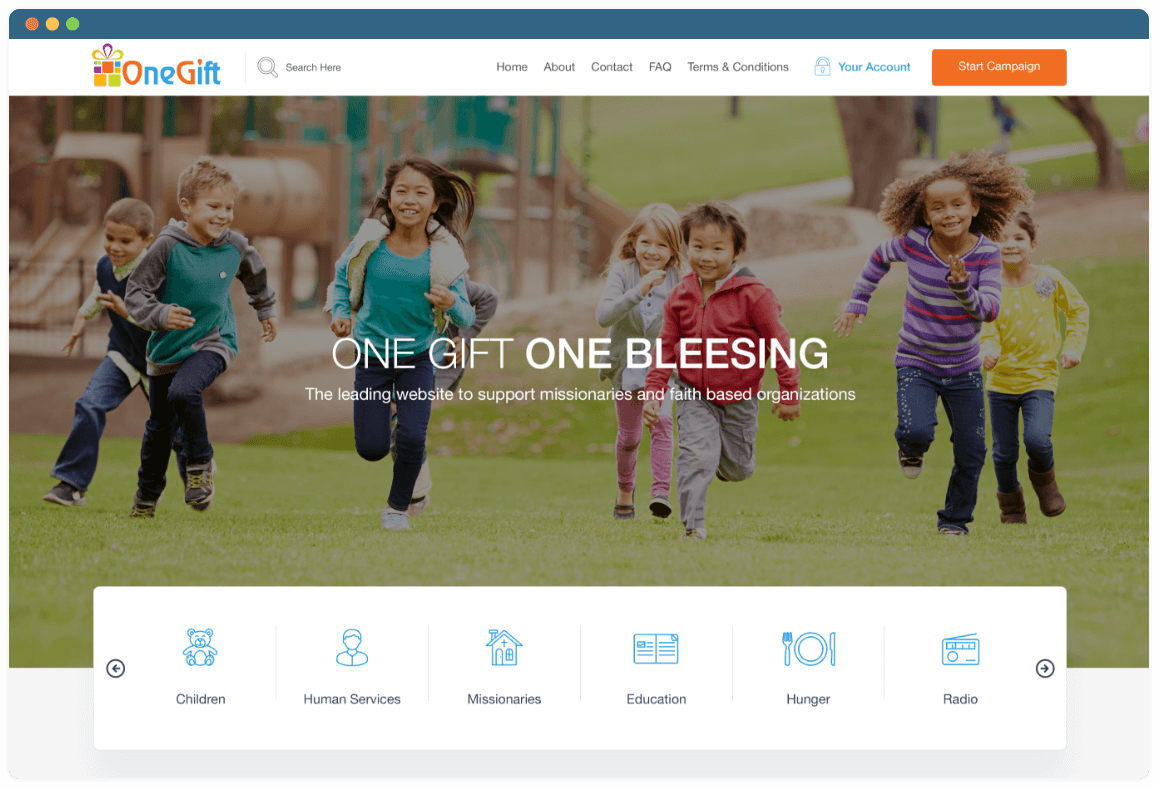 OneGift
Search Here
Home About Contact FAQ Terms & Conditions Your Account Start Campaign
ONE GIFT ONE BLEESING
The leading website to support missionaries and faith based organizations
Children Human Services Missionaries Education Hunger Radio